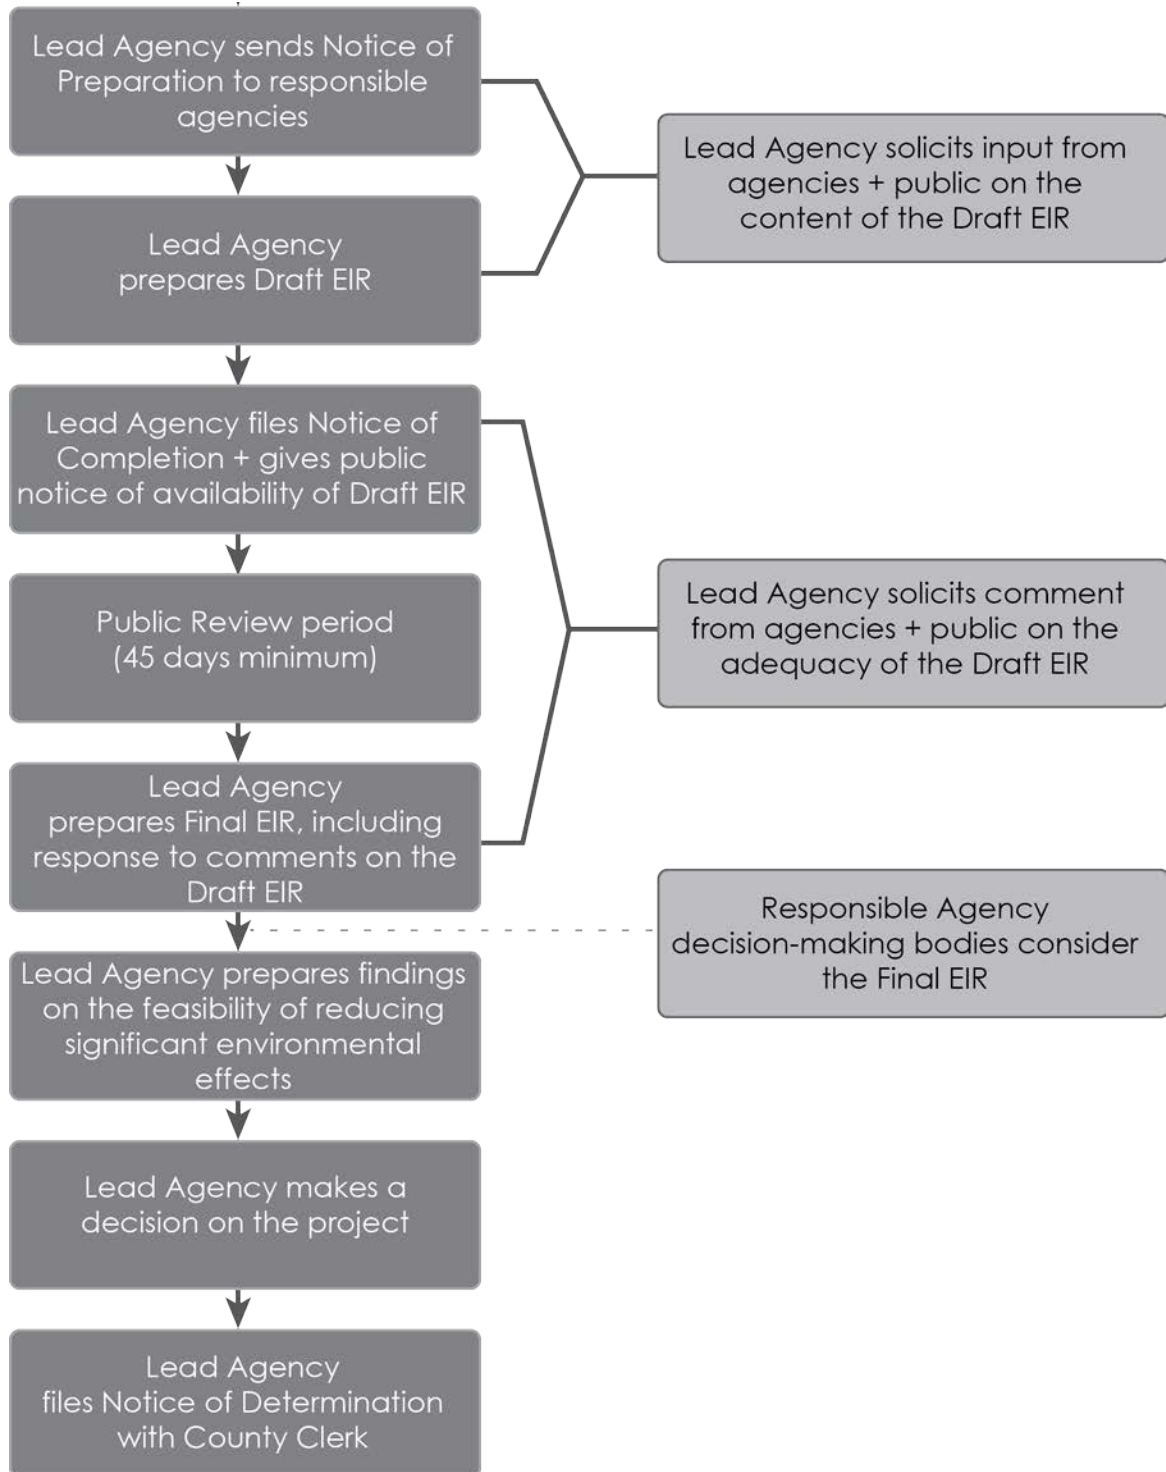 Lead Agency sends Notice of
Preparation to responsible
agencies
Lead Agency solicits input from
agencies + public on the
content of the Draft EIR
Lead Agency
prepares Draft EIR
Lead Agency files Notice of
Completion + gives public
notice of availability of Draft EIR
Public Review period
(45 days minimum)
Lead Agency solicits comment
from agencies + public on the
adequacy of the Draft EIR
Lead Agency
prepares Final EIR, including
response to comments on the
Draft EIR
Responsible Agency
decision-making bodies consider
the Final EIR
Lead Agency prepares findings
on the feasibility of reducing
significant environmental
effects
Lead Agency makes a
decision on the project
Lead Agency
files Notice of Determination
with County Clerk